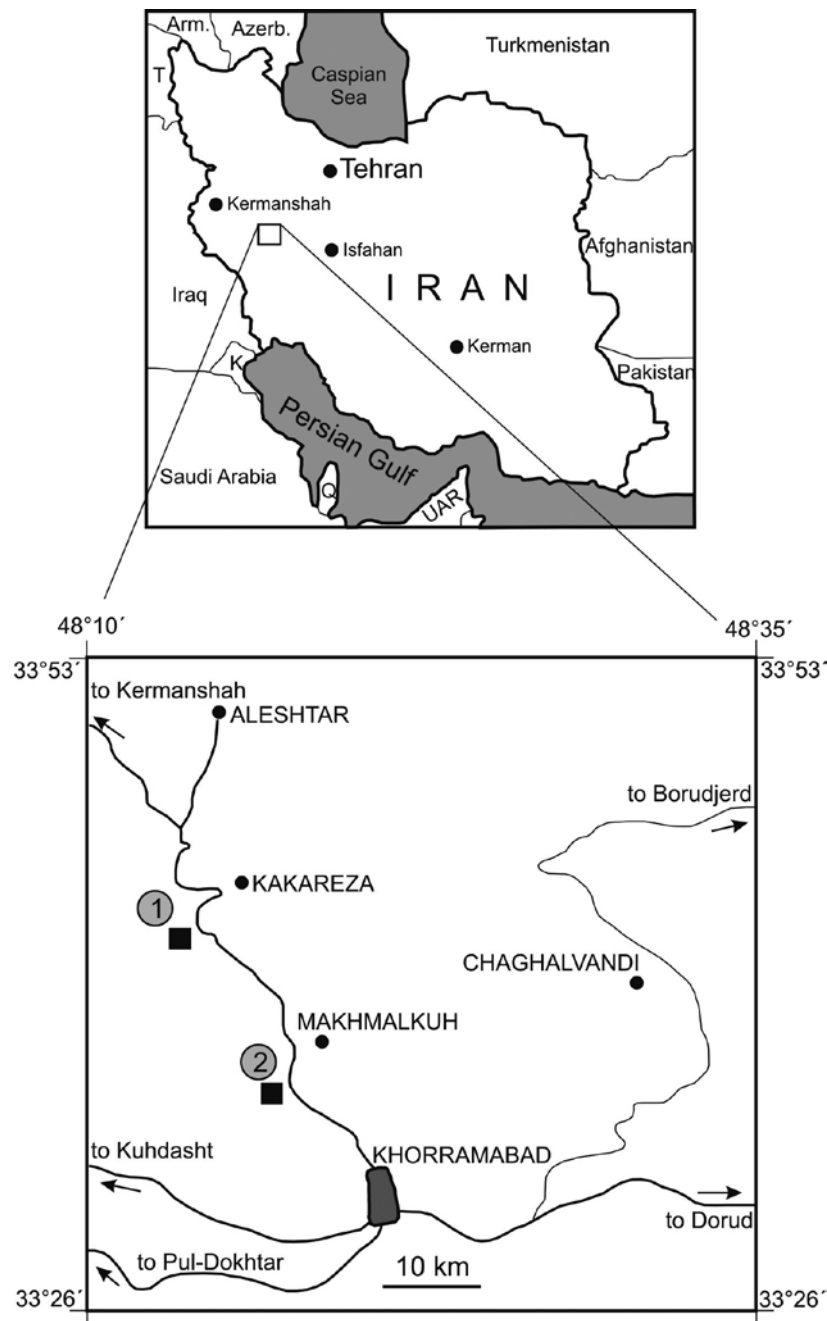 Arm.
Azerb.
Turkmenistan
Caspian
Sea
T
Tehran
Kermanshah
Isfahan
Afghanistan
IRAN
Iraq
Kerman
K
Pakistan
Persian Gulf
Saudi Arabia
Q
UAR
48°10´
48°35´
33°53´
33°53´
to Kermanshah
ALESHTAR
to Borudjerd
KAKAREZA
1
CHAGHALVANDI
MAKHMALKUH
2
to Kuhdasht
KHORRAMABAD
to Dorud
to Pul-Dokhtar
10 km
33°26´
33°26´